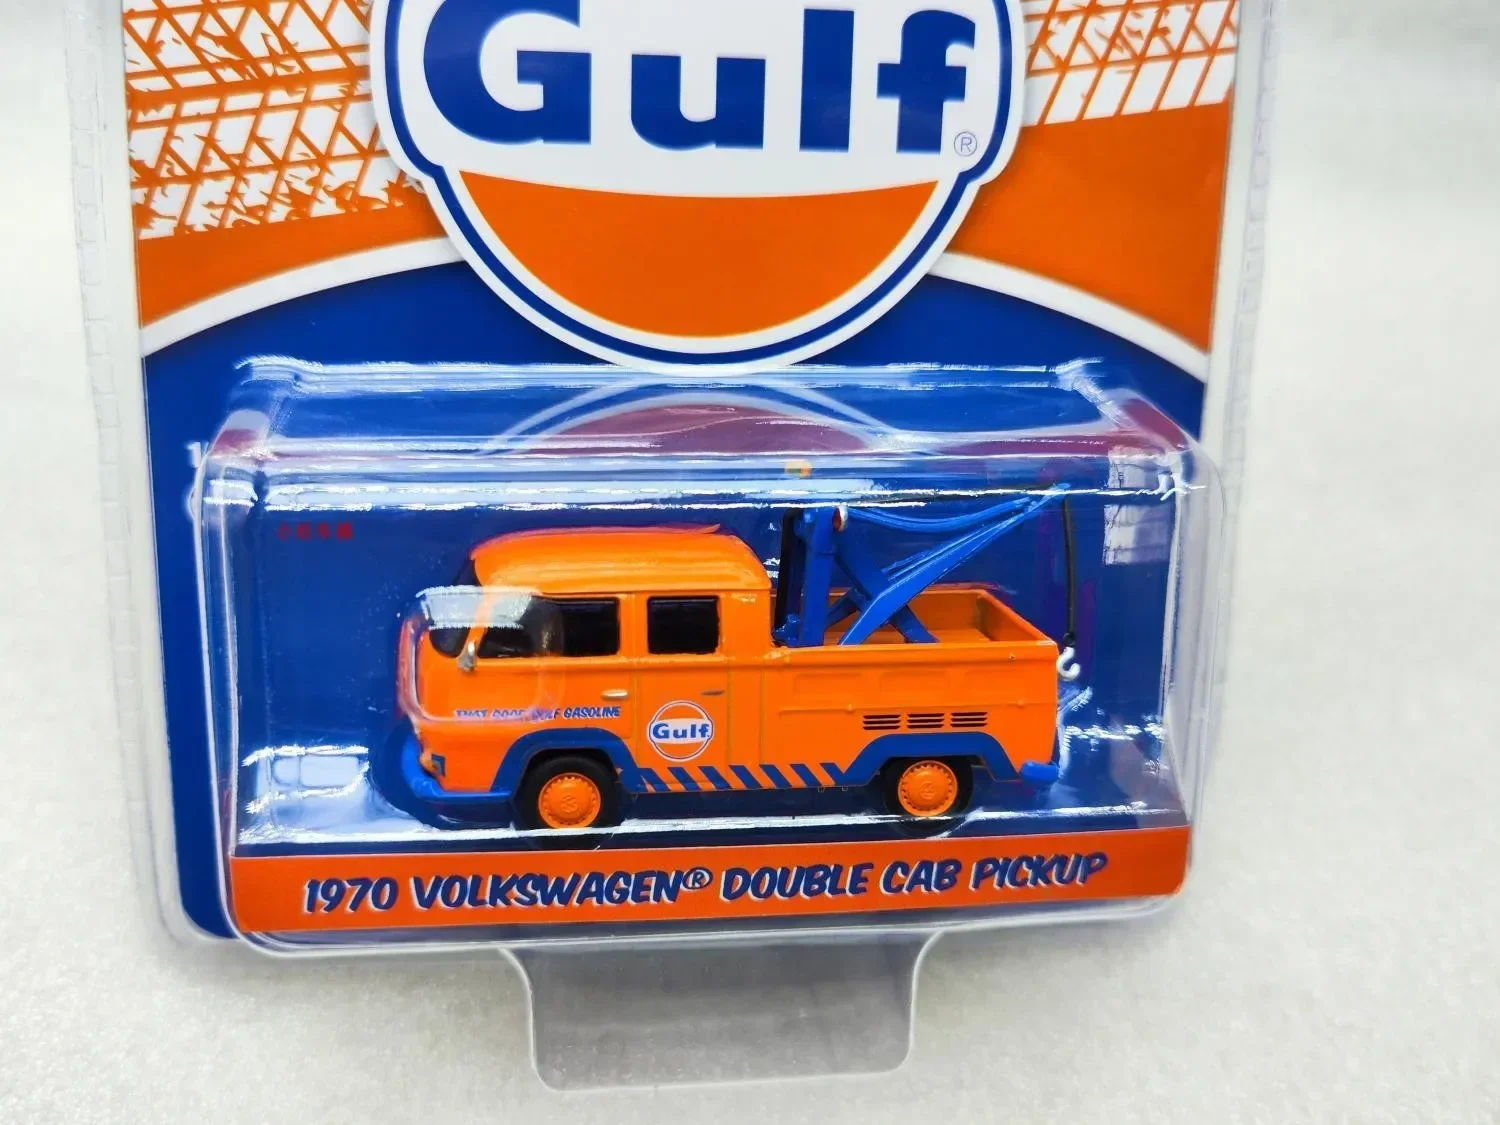 Gulf®
THAT GOOD GULF GASOLINE
Gulf
1970 VOLKSWAGEN® DOUBLE CAB PICKUP